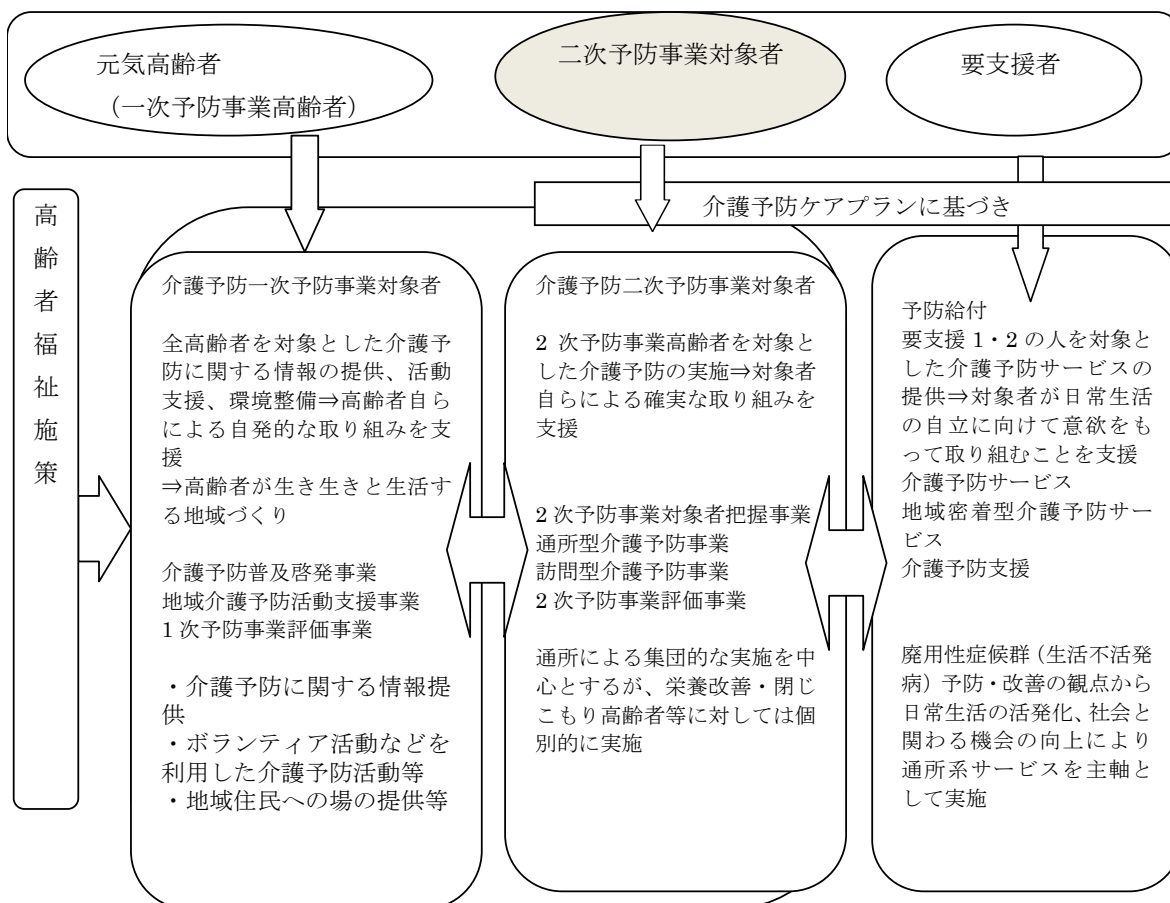 元気高齢者
（一次予防事業高齢者）
二次予防事業対象者
要支援者
高齢者福祉施策
介護予防ケアプランに基づき
介護予防一次予防事業対象者
全高齢者を対象とした介護予
防に関する情報の提供、活動
支援、環境整備⇒高齢者自ら
による自発的な取り組みを支
援
⇒高齢者が生き生きと生活す
る地域づくり
介護予防普及啓発事業
地域介護予防活動支援事業
1 次予防事業評価事業
・介護予防に関する情報提
供
・ボランティア活動などを
利用した介護予防活動等
・地域住民への場の提供等
介護予防二次予防事業対象者
2 次予防事業高齢者を対象と
した介護予防の実施⇒対象者
自らによる確実な取り組みを
支援
2 次予防事業対象者把握事業
通所型介護予防事業
訪問型介護予防事業
2 次予防事業評価事業
通所による集団的な実施を中
心とするが、栄養改善・閉じ
こもり高齢者等に対しては個
別的に実施
予防給付
要支援 1・2 の人を対象と
した介護予防サービスの
提供⇒対象者が日常生活
の自立に向けて意欲をも
って取り組むことを支援
介護予防サービス
地域密着型介護予防サー
ビス
介護予防支援
廃用性症候群（生活不活発
病）予防・改善の観点から
日常生活の活発化、社会と
関わる機会の向上により
通所系サービスを主軸と
して実施